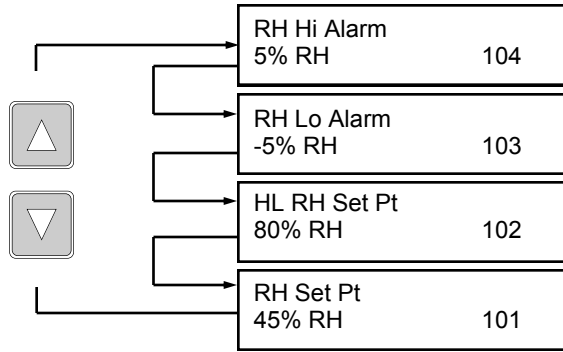 RH Hi Alarm
5% RH 104
RH Lo Alarm
-5% RH 103
HL RH Set Pt
80% RH 102
RH Set Pt
45% RH 101